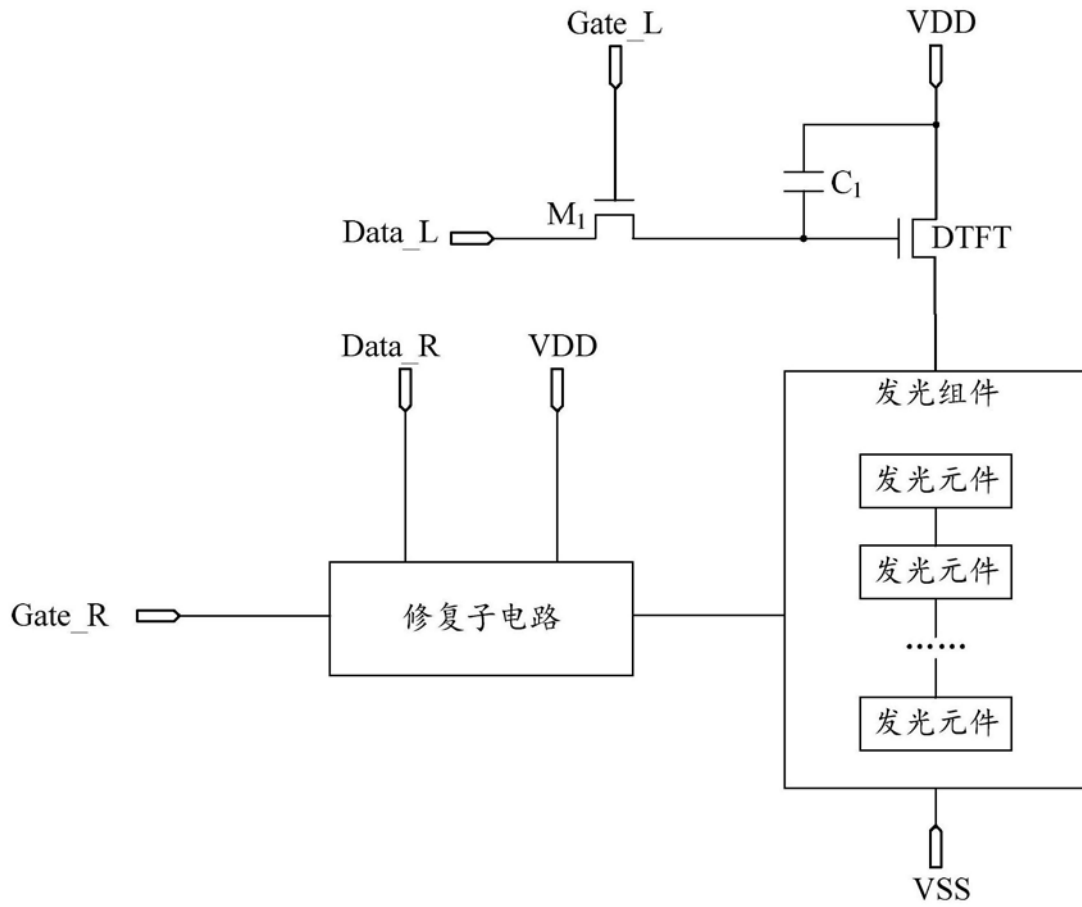 Gate_L
VDD
C1
M1
Data_L
DTFT
Data_R
VDD
发光组件
发光元件
发光元件
Gate_R
修复子电路
……
发光元件
VSS